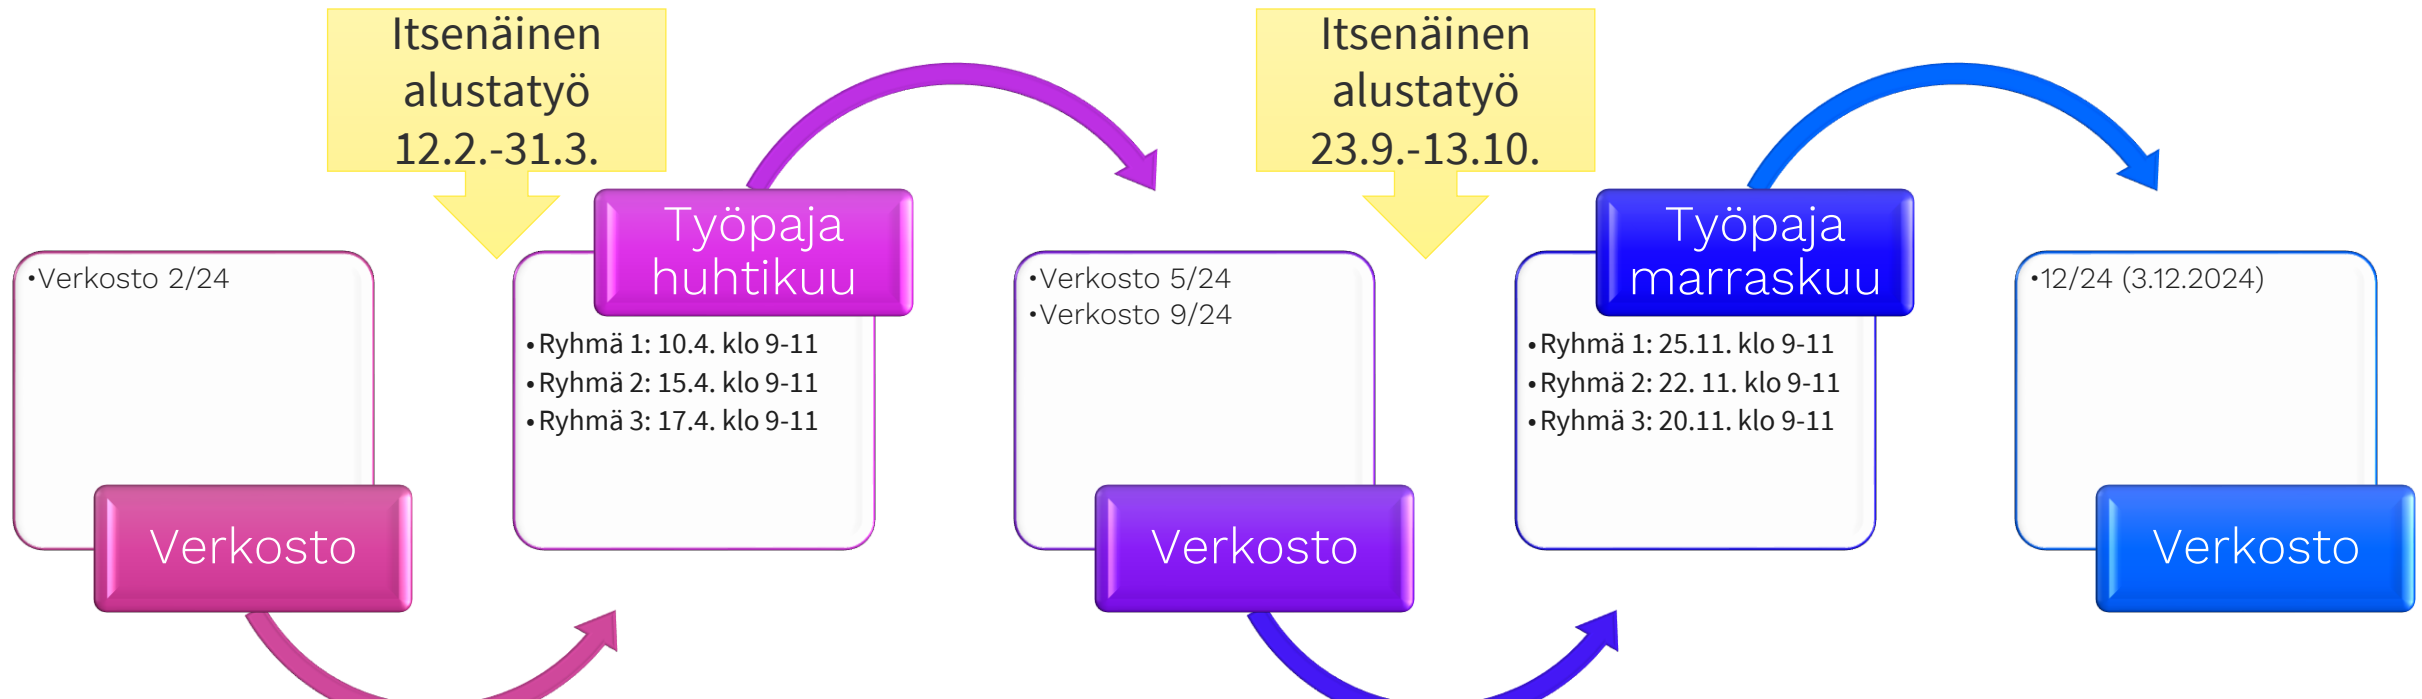 Itsenäinen
alustatyö
12.2.-31.3.
•Verkosto 2/24
Verkosto
Työpaja
huhtikuu
•Ryhmä 1: 10.4. klo 9-11
•Ryhmä 2: 15.4. klo 9-11
•Ryhmä 3: 17.4. klo 9-11
•Verkosto 5/24
•Verkosto 9/24
Verkosto
Itsenäinen
alustatyö
23.9.-13.10.
Työpaja
marraskuu
•Ryhmä 1: 25.11. klo 9-11
•Ryhmä 2: 22. 11. klo 9-11
•Ryhmä 3: 20.11. klo 9-11
•12/24 (3.12.2024)
Verkosto